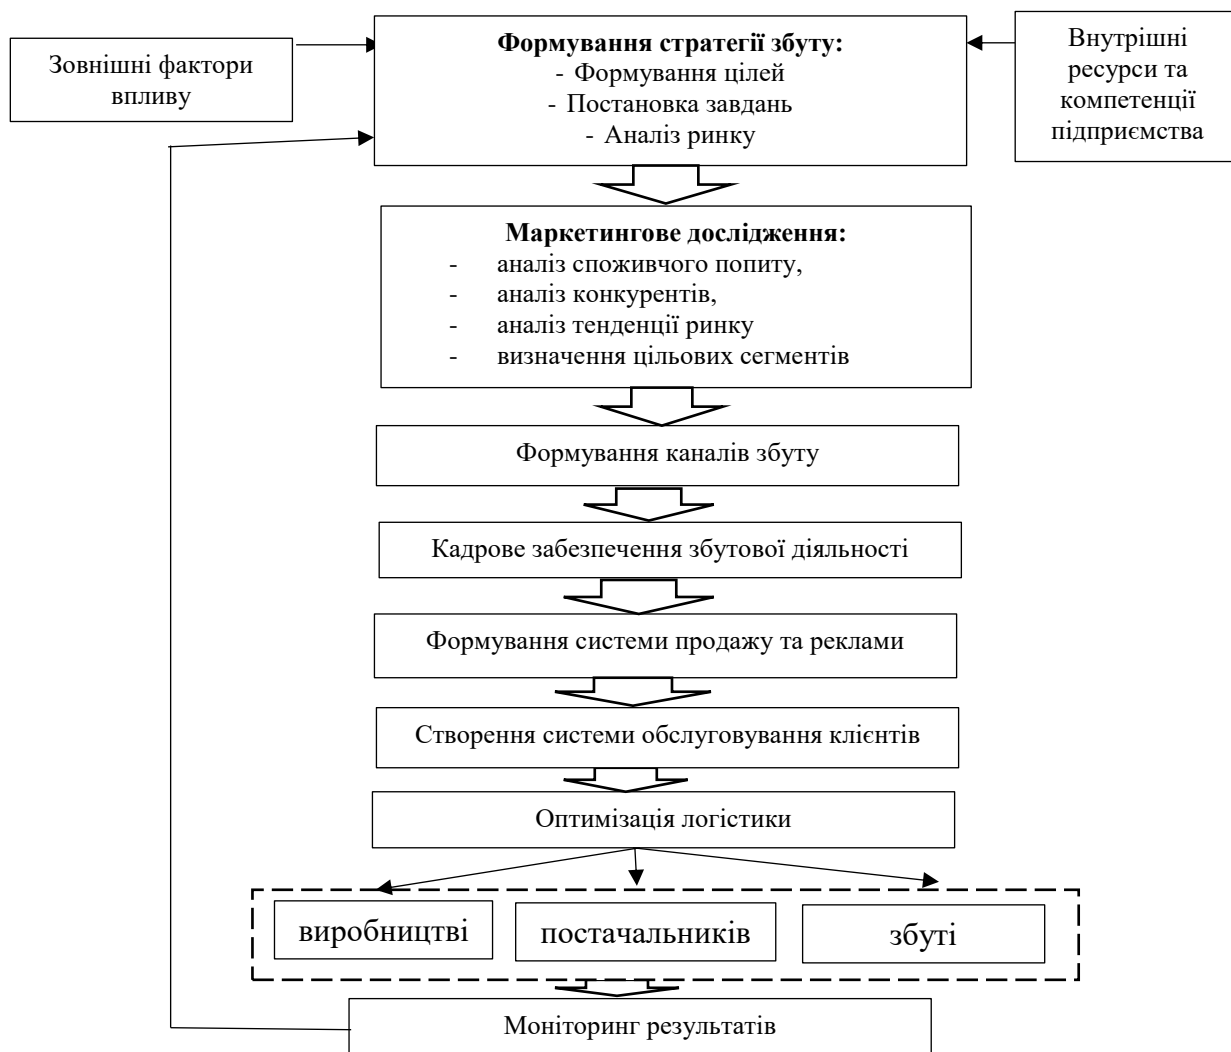 Зовнішні фактори
впливу
Формування стратегії збуту:
- Формування цілей
- Постановка завдань
- Аналіз ринку
Внутрішні
ресурси та
компетенції
підприємства
Маркетингове дослідження:
- аналіз споживчого попиту,
- аналіз конкурентів,
- аналіз тенденції ринку
- визначення цільових сегментів
Формування каналів збуту
Кадрове забезпечення збутової діяльності
Формування системи продажу та реклами
Створення системи обслуговування клієнтів
Оптимізація логістики
виробництві
постачальників
збуті
Моніторинг результатів